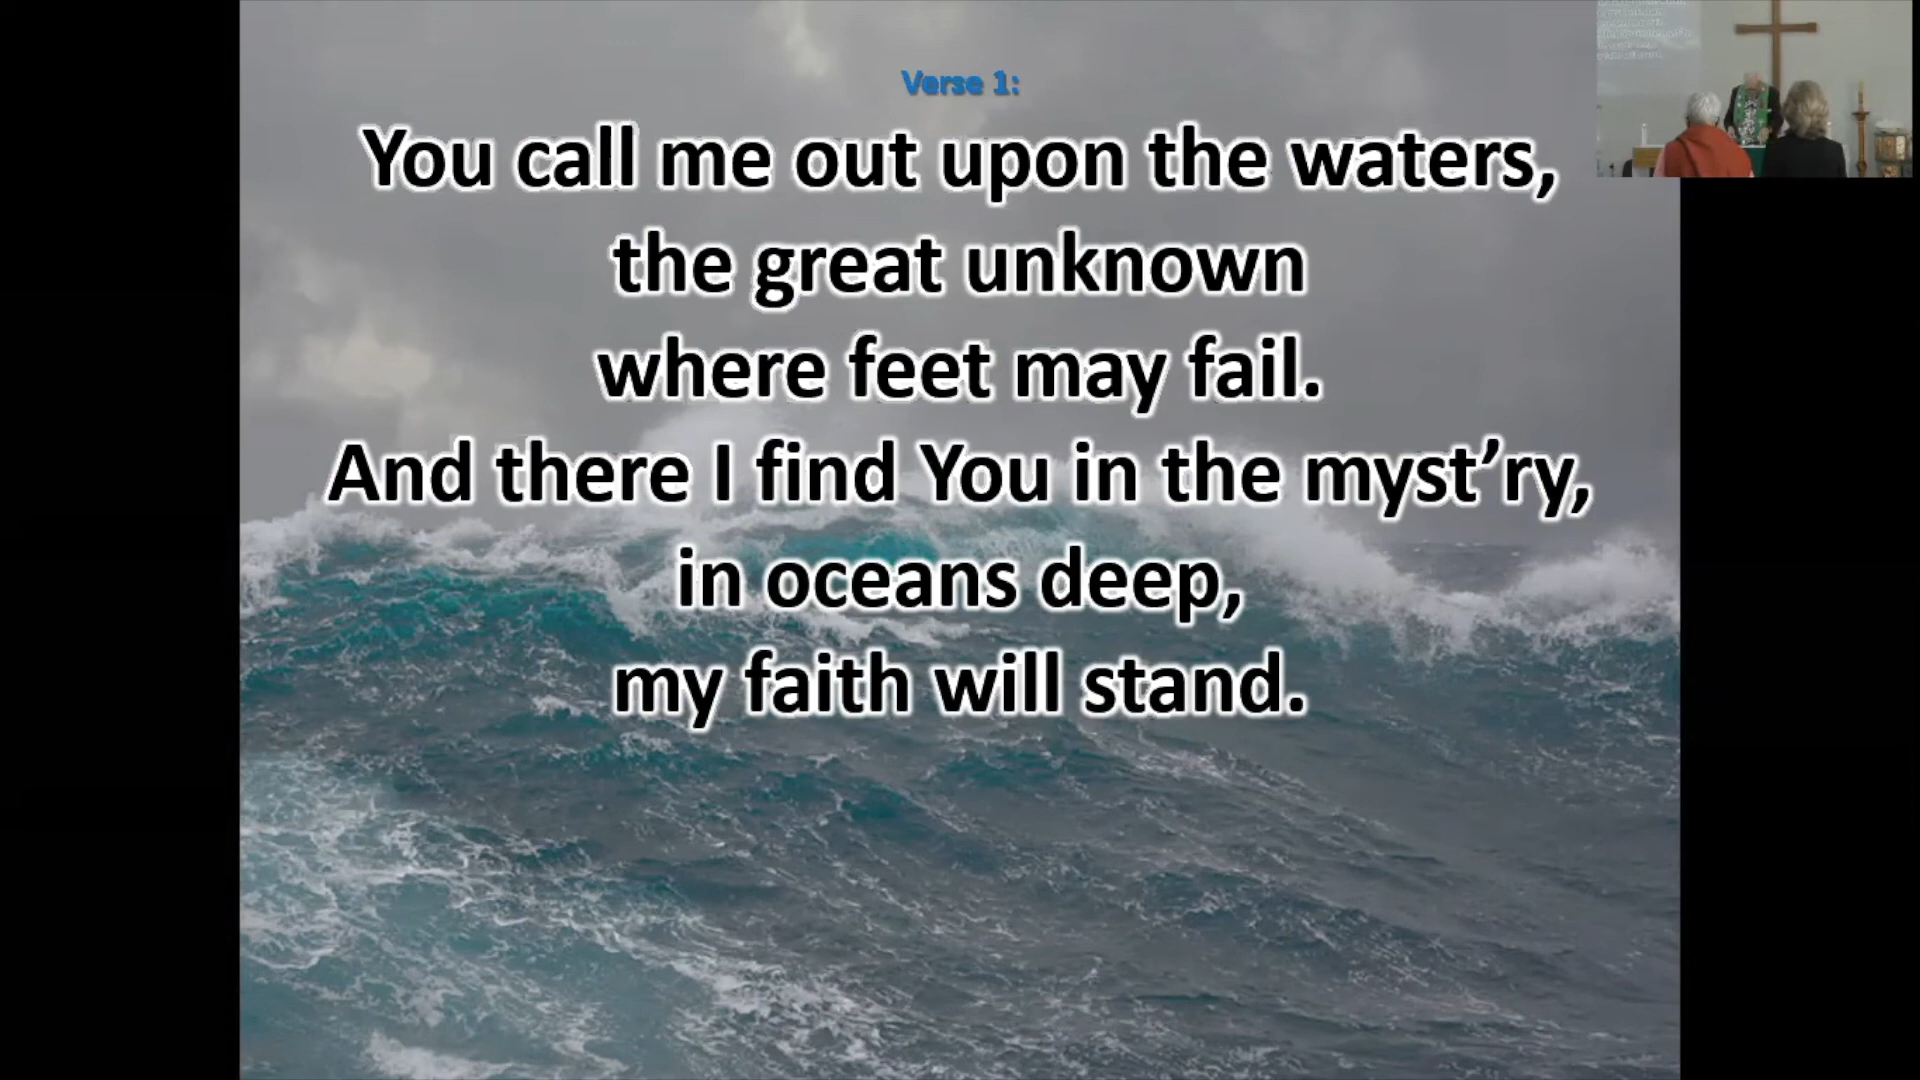 Verse 1:
You call me out upon the waters,
the great unknown
where feet may fail.
And there I find You in the myst’ry,
in oceans deep,
my faith will stand.